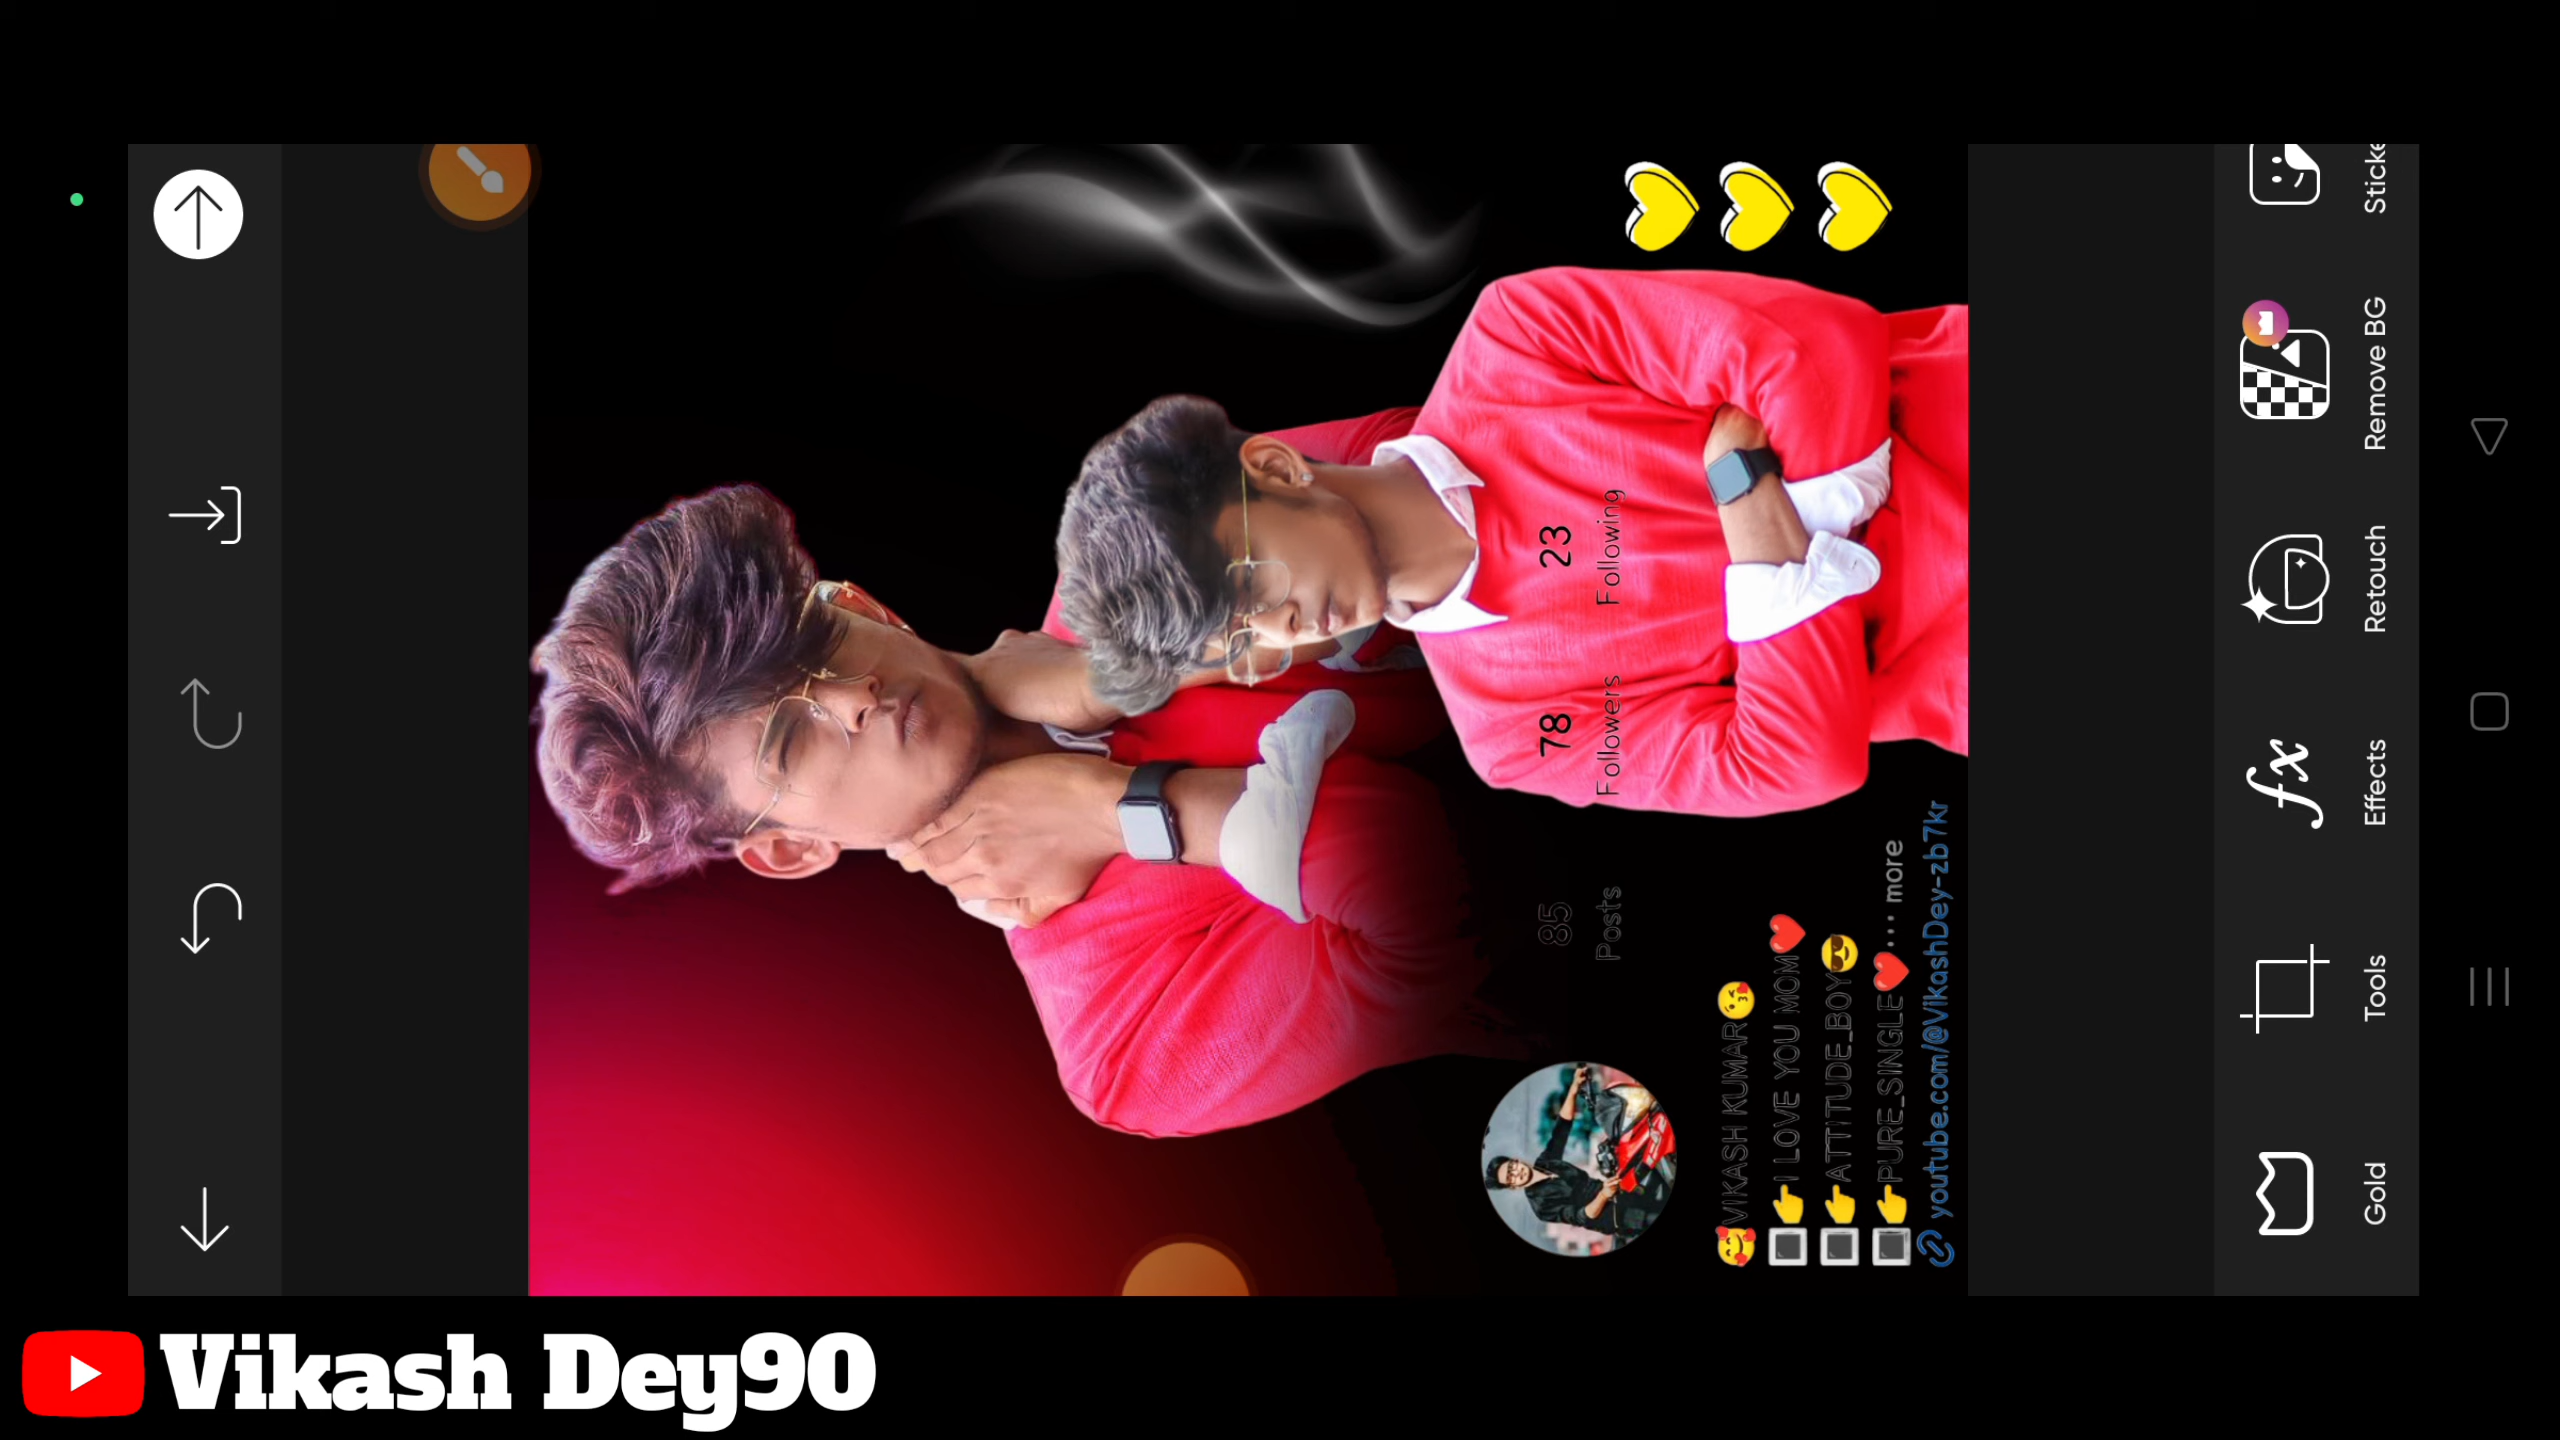 85 78 23
Posts Followers Following
🥰VIKASH KUMAR😘
🔳👉I LOVE YOU MOM❤️
🔳👉ATTITUDE_BOY😎
🔳👉PURE_SINGLE❤️.... more
youtube.com/@VikashDey-zb7kr
Gold Tools Effects Retouch Remove BG Sticke
Vikash Dey90